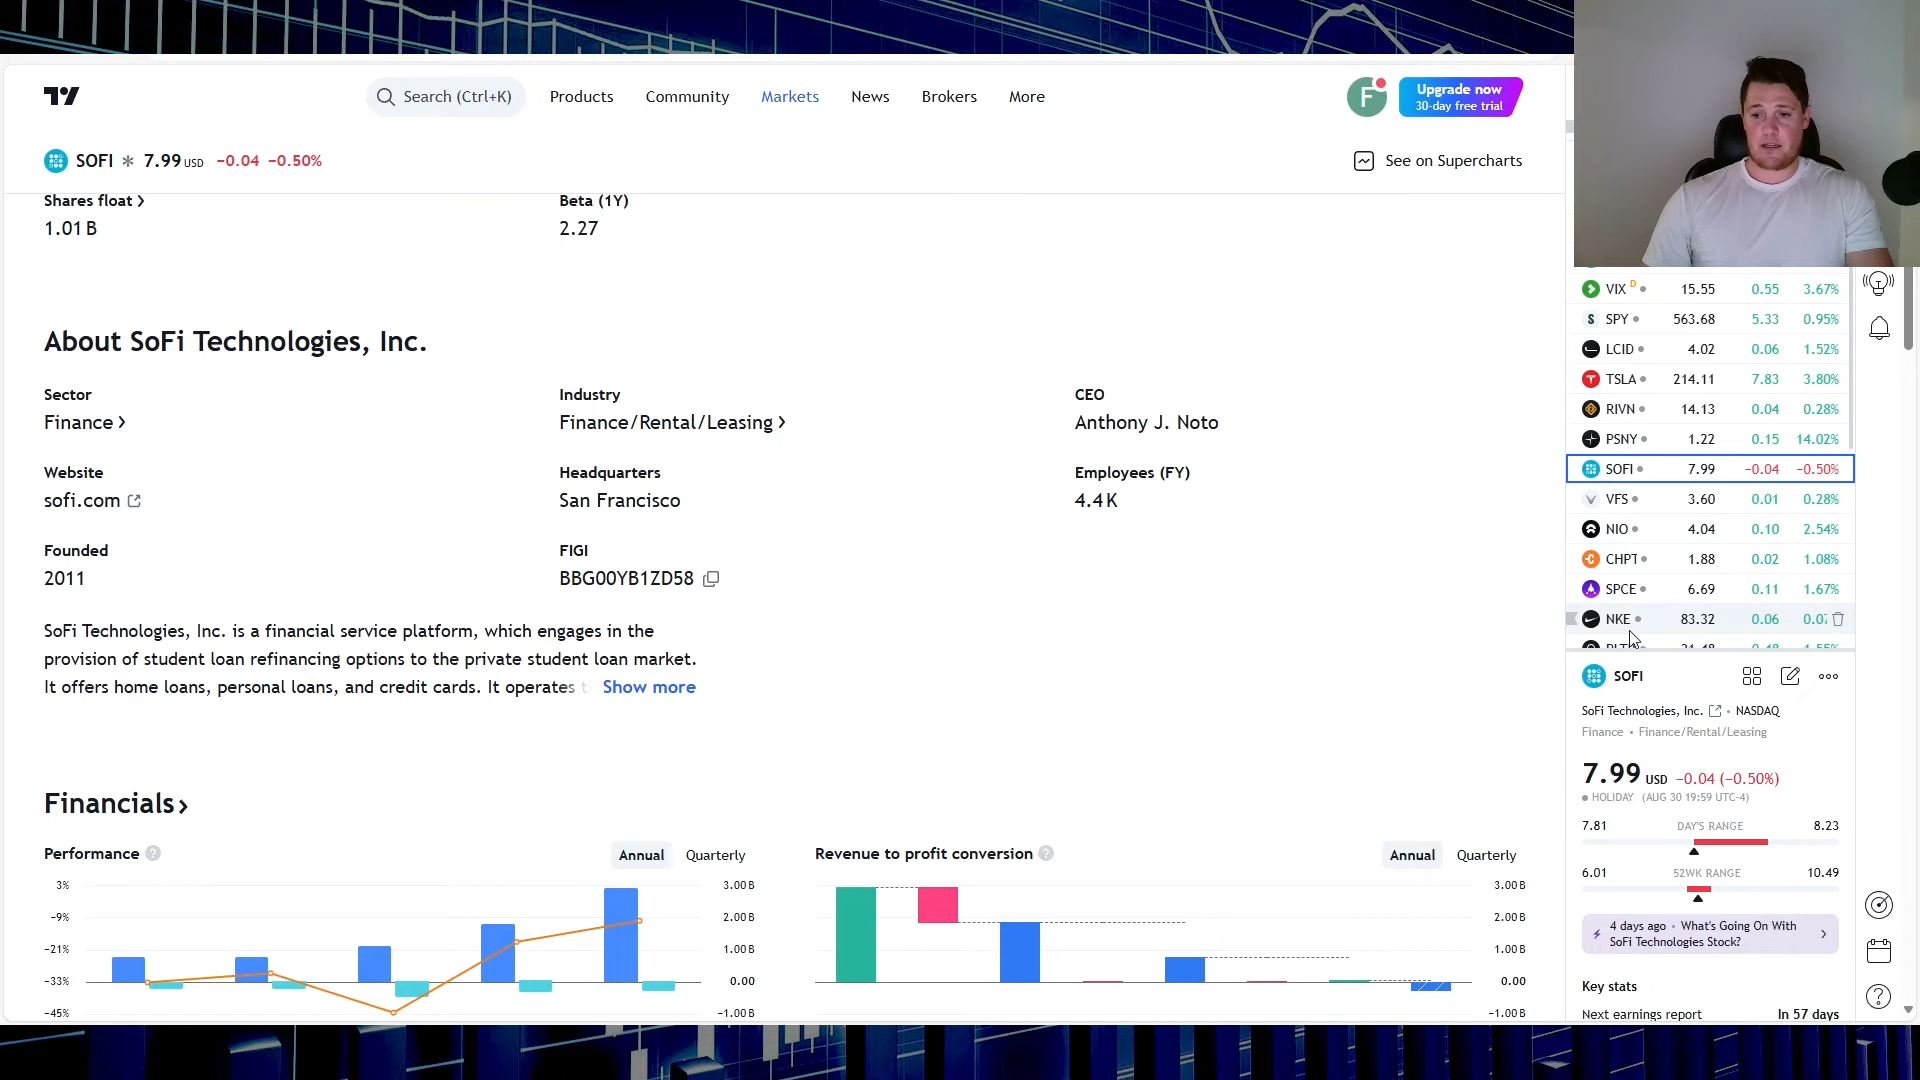 Search (Ctrl+K) Products Community Markets News Brokers More
F
Upgrade now
30-day free trial
SOFI 7.99 USD −0.04 −0.50%
See on Supercharts
Shares float
Beta (1Y)
1.01 B
2.27
About SoFi Technologies, Inc.
Sector
Industry
CEO
Finance
Finance/Rental/Leasing
Anthony J. Noto
Website
Headquarters
Employees (FY)
sofi.com
San Francisco
4.4 K
Founded
FIGI
2011
BBG00YB1ZD58
SoFi Technologies, Inc. is a financial service platform, which engages in the
provision of student loan refinancing options to the private student loan market.
It offers home loans, personal loans, and credit cards. It operates Show more
Financials
Performance
Annual Quarterly
3% 3.00 B
−9% 2.00 B
−21% 1.00 B
−33% 0.00
−45% −1.00 B
Revenue to profit conversion
Annual Quarterly
3.00 B
2.00 B
1.00 B
0.00
−1.00 B
VIX D 15.55 0.55 3.67%
SPY 563.68 5.33 0.95%
LCID 4.02 0.06 1.52%
TSLA 214.11 7.83 3.80%
RIVN 14.13 0.04 0.28%
PSNY 1.22 0.15 14.02%
SOFI 7.99 −0.04 −0.50%
VFS 3.60 0.01 0.28%
NIO 4.04 0.10 2.54%
CHPT 1.88 0.02 1.08%
SPCE 6.69 0.11 1.67%
NKE 83.32 0.06
SOFI
SoFi Technologies, Inc. • NASDAQ
Finance • Finance/Rental/Leasing
7.99 USD −0.04 (−0.50%)
HOLIDAY (AUG 30 19:59 UTC-4)
7.81 DAY'S RANGE 8.23
6.01 52WK RANGE 10.49
4 days ago • What's Going On With
SoFi Technologies Stock?
Key stats
Next earnings report In 57 days